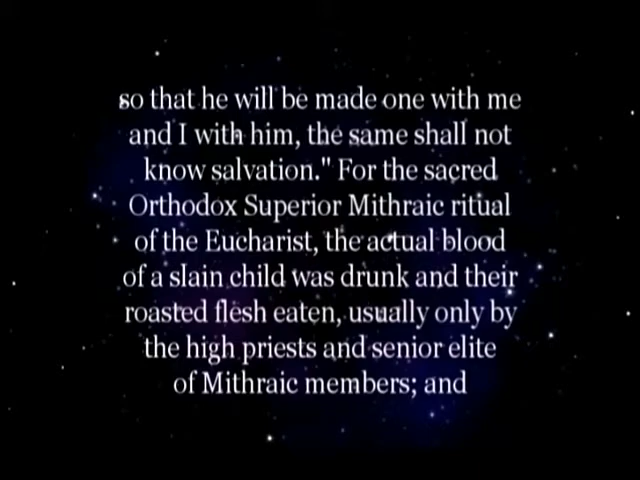 so that he will be made one with me
and I with him, the same shall not
know salvation." For the sacred
Orthodox Superior Mithraic ritual
of the Eucharist, the actual blood
of a slain child was drunk and their
roasted flesh eaten, usually only by
the high priests and senior elite
of Mithraic members; and